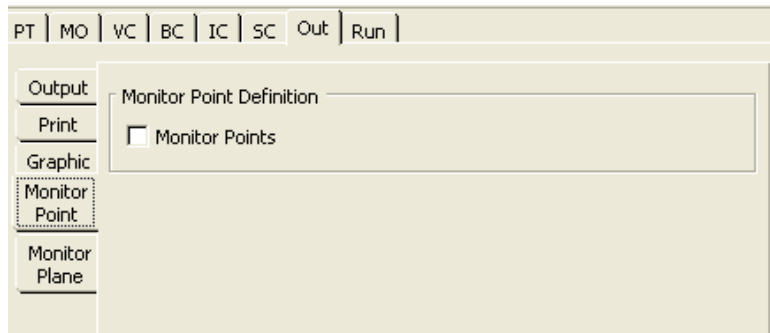 PT MO VC BC IC SC Out Run
Output
Print
Graphic
Monitor
Point
Monitor
Plane
Monitor Point Definition
Monitor Points